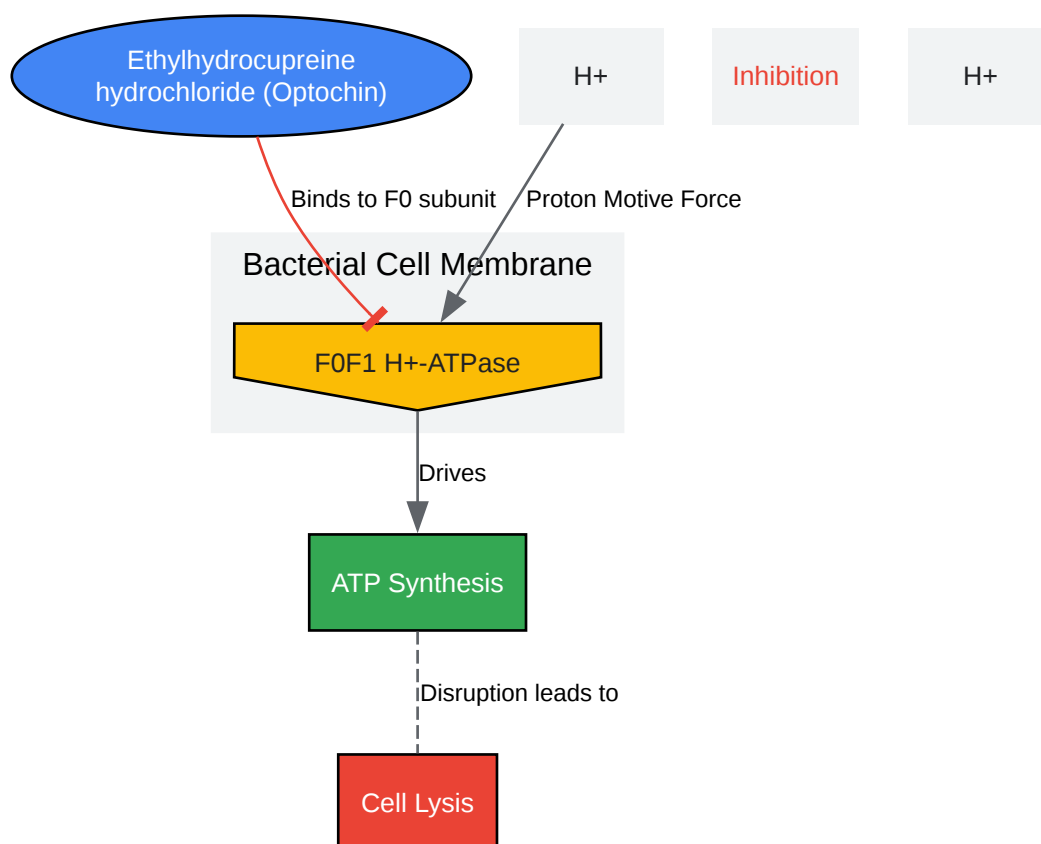 Ethylhydrocupreine
hydrochloride (Optochin)
H+
Inhibition
H+
Binds to F0 subunit
Proton Motive Force
Bacterial Cell Membrane
F0F1 H+-ATPase
Drives
ATP Synthesis
Disruption leads to
Cell Lysis